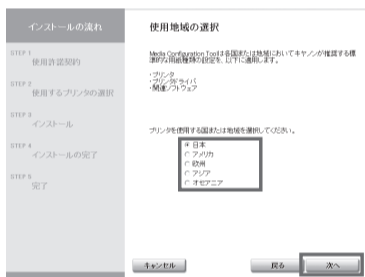 インストールの流れ
STEP 1
使用許諾契約
STEP 2
使用するプリンタの選択
STEP 3
インストール
STEP 4
インストールの完了
STEP 5
完了
使用地域の選択
Media Configuration Toolは各国または地域においてキヤノンが推奨する標
準的な用紙種類の設定を、以下に適用します。
・プリンタ
・プリンタドライバ
・関連ソフトウェア
プリンタを使用する国または地域を選択してください。
日本
アメリカ
欧州
アジア
オセアニア
キャンセル
戻る
次へ